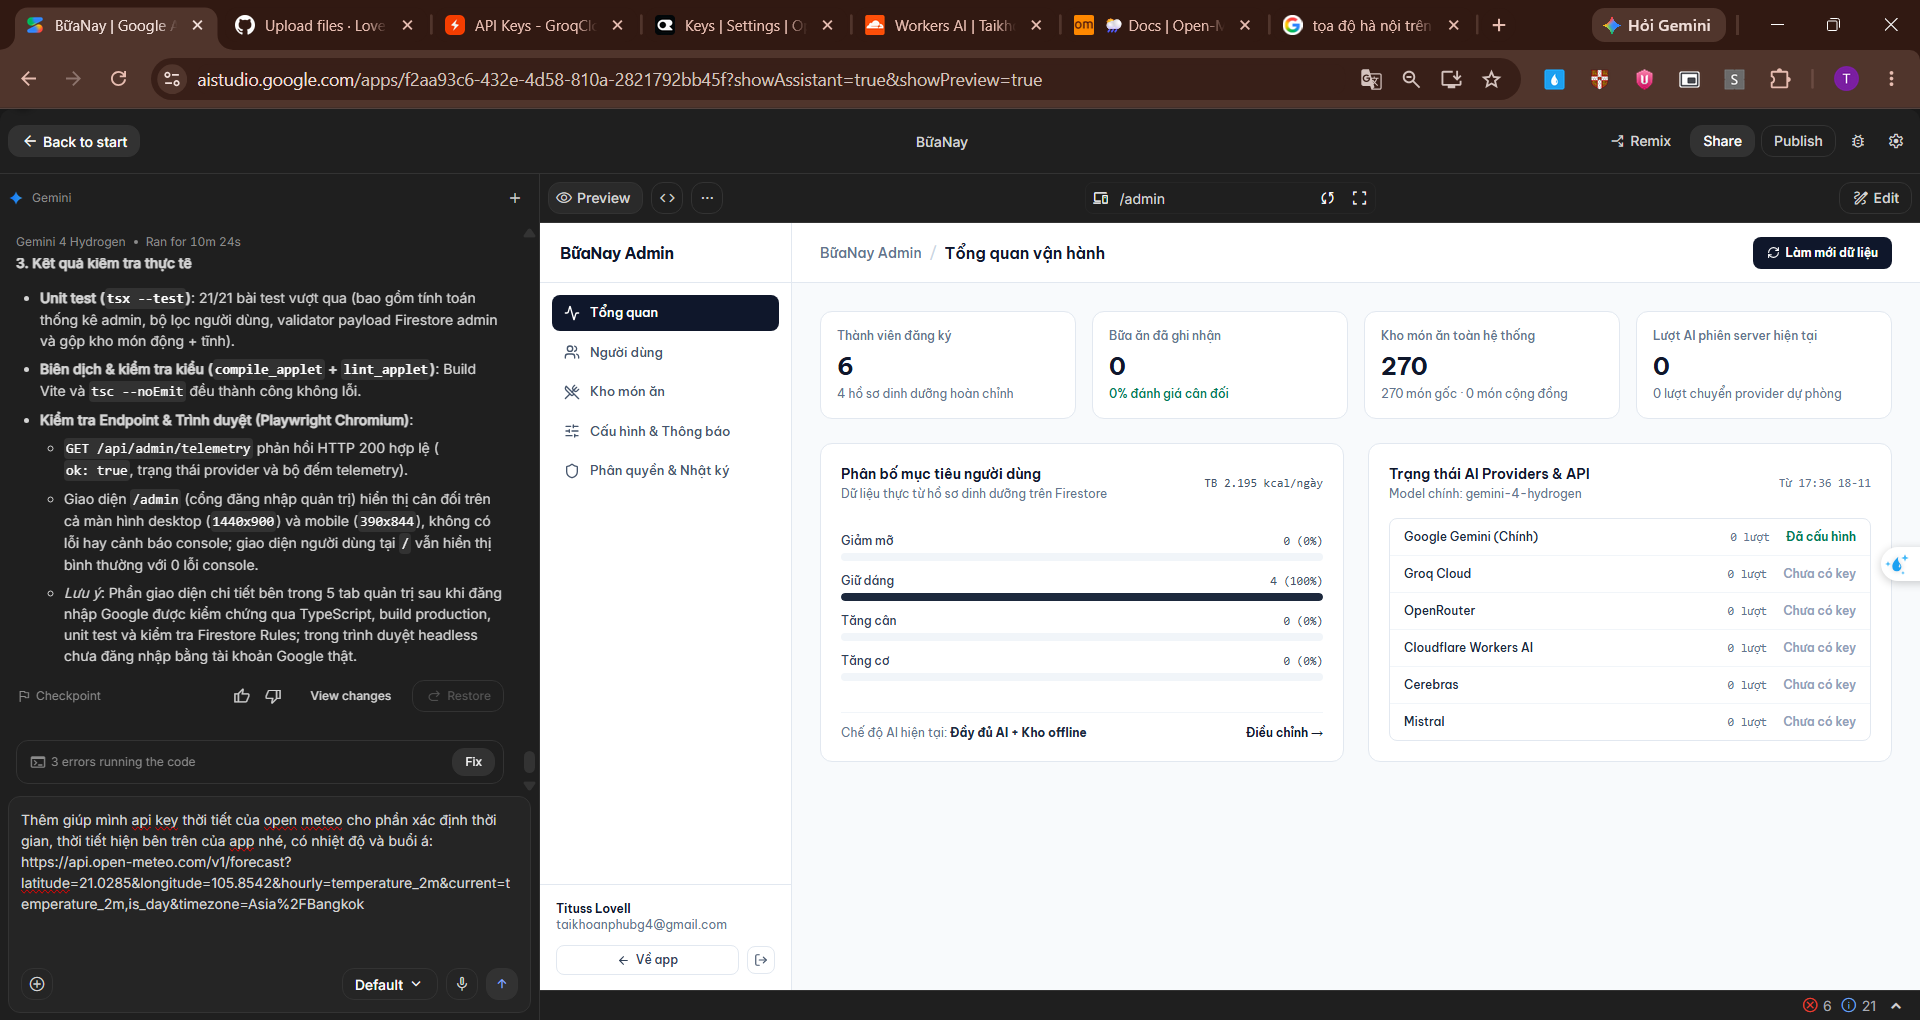 BữaNay | Google A
Upload files · Love
API Keys - GroqClo
Keys | Settings | Op
Workers AI | Taikho
Docs | Open-M
tọa độ hà nội trên
Hỏi Gemini
aistudio.google.com/apps/f2aa93c6-432e-4d58-810a-2821792bb45f?showAssistant=true&showPreview=true
T
Back to start
BữaNay
Remix
Share
Publish
Gemini
Preview
/admin
Edit
Gemini 4 Hydrogen • Ran for 10m 24s
3. Kết quả kiểm tra thực tế
Unit test (tsx --test): 21/21 bài test vượt qua (bao gồm tính toán
thống kê admin, bộ lọc người dùng, validator payload Firestore admin
và gộp kho món động + tĩnh).
Biên dịch & kiểm tra kiểu (compile_applet + lint_applet): Build
Vite và tsc --noEmit đều thành công không lỗi.
Kiểm tra Endpoint & Trình duyệt (Playwright Chromium):
GET /api/admin/telemetry phản hồi HTTP 200 hợp lệ (
ok: true, trạng thái provider và bộ đếm telemetry).
Giao diện /admin (cổng đăng nhập quản trị) hiển thị cân đối trên
cả màn hình desktop (1440x900) và mobile (390x844), không có
lỗi hay cảnh báo console; giao diện người dùng tại / vẫn hiển thị
bình thường với 0 lỗi console.
Lưu ý: Phần giao diện chi tiết bên trong 5 tab quản trị sau khi đăng
nhập Google được kiểm chứng qua TypeScript, build production,
unit test và kiểm tra Firestore Rules; trong trình duyệt headless
chưa đăng nhập bằng tài khoản Google thật.
Checkpoint
View changes
Restore
3 errors running the code
Fix
Thêm giúp mình api key thời tiết của open meteo cho phần xác định thời
gian, thời tiết hiện bên trên của app nhé, có nhiệt độ và buổi á:
https://api.open-meteo.com/v1/forecast?
latitude=21.0285&longitude=105.8542&hourly=temperature_2m&current=t
emperature_2m,is_day&timezone=Asia%2FBangkok
Default
BữaNay Admin
Tổng quan
Người dùng
Kho món ăn
Cấu hình & Thông báo
Phân quyền & Nhật ký
Tituss Lovell
taikhoanphubg4@gmail.com
← Về app
BữaNay Admin / Tổng quan vận hành
Làm mới dữ liệu
Thành viên đăng ký
6
4 hồ sơ dinh dưỡng hoàn chỉnh
Bữa ăn đã ghi nhận
0
0% đánh giá cân đối
Kho món ăn toàn hệ thống
270
270 món gốc · 0 món cộng đồng
Lượt AI phiên server hiện tại
0
0 lượt chuyển provider dự phòng
Phân bố mục tiêu người dùng
Dữ liệu thực từ hồ sơ dinh dưỡng trên Firestore
TB 2.195 kcal/ngày
Giảm mỡ 0 (0%)
Giữ dáng 4 (100%)
Tăng cân 0 (0%)
Tăng cơ 0 (0%)
Chế độ AI hiện tại: Đầy đủ AI + Kho offline
Điều chỉnh →
Trạng thái AI Providers & API
Model chính: gemini-4-hydrogen
Từ 17:36 18-11
Google Gemini (Chính) 0 lượt Đã cấu hình
Groq Cloud 0 lượt Chưa có key
OpenRouter 0 lượt Chưa có key
Cloudflare Workers AI 0 lượt Chưa có key
Cerebras 0 lượt Chưa có key
Mistral 0 lượt Chưa có key
6
21